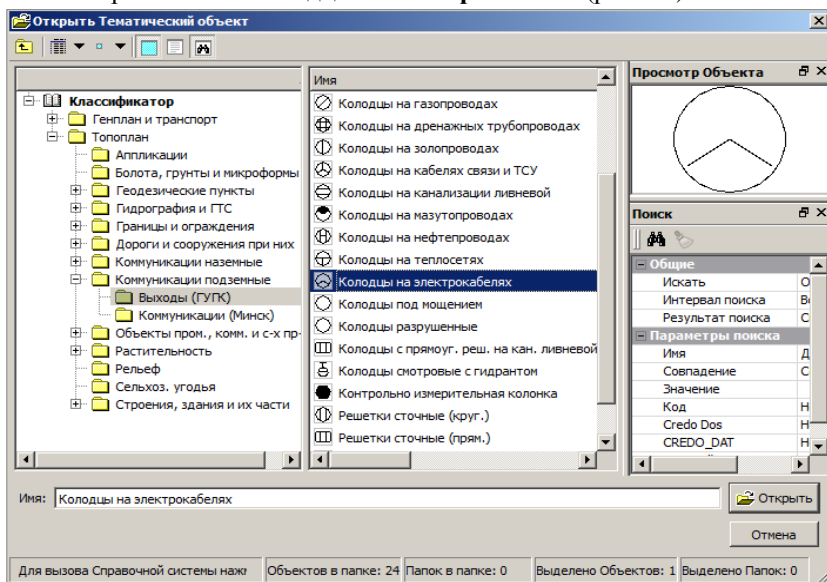 Открыть Тематический объект
Классификатор
Генплан и транспорт
Топоплан
Аппликации
Болота, грунты и микроформы
Геодезические пункты
Гидрография и ГТС
Границы и ограждения
Дороги и сооружения при них
Коммуникации наземные
Коммуникации подземные
Выходы (ГУГК)
Коммуникации (Минск)
Объекты пром., комм. и с-х пр-
Растительность
Рельеф
Сельхоз. угодья
Строения, здания и их части
Имя
Колодцы на газопроводах
Колодцы на дренажных трубопроводах
Колодцы на золопроводах
Колодцы на кабелях связи и ТСУ
Колодцы на канализации ливневой
Колодцы на мазутопроводах
Колодцы на нефтепроводах
Колодцы на теплосетях
Колодцы на электрокабелях
Колодцы под мощением
Колодцы разрушенные
Колодцы с прямоуг. реш. на кан. ливневой
Колодцы смотровые с гидрантом
Контрольно измерительная колонка
Решетки сточные (круг.)
Решетки сточные (прям.)
Просмотр Объекта
Поиск
Общие
Искать О
Интервал поиска
Результат поиска С
Параметры поиска
Имя Д
Совпадение С
Значение
Код Н
Credo Dos Н
CREDO_DAT Н
Имя: Колодцы на электрокабелях
Открыть
Отмена
Для вызова Справочной системы наж
Объектов в папке: 24
Папок в папке: 0
Выделено Объектов: 1
Выделено Папок: 0